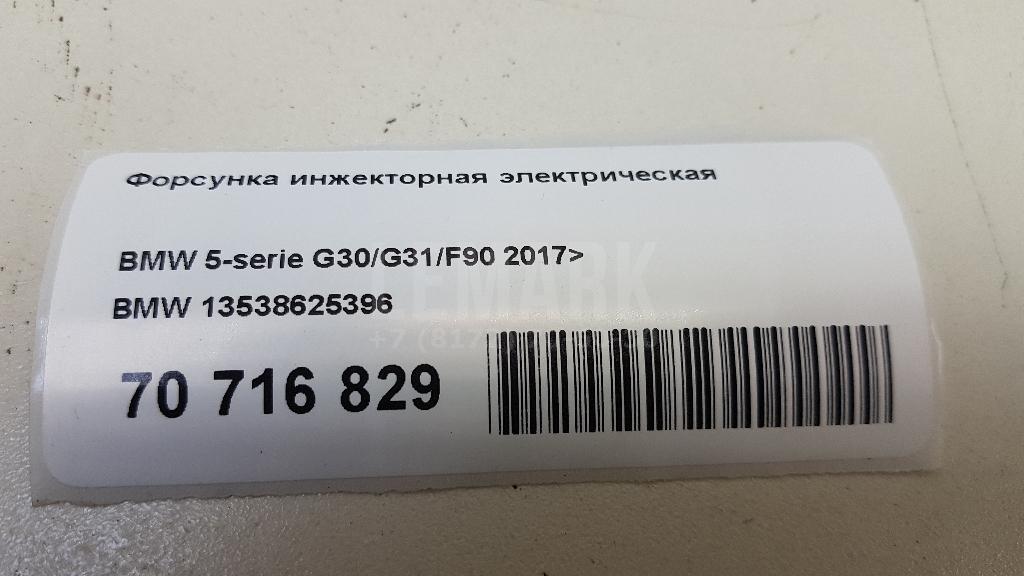 Форсунка инжекторная электрическая
BMW 5-serie G30/G31/F90 2017>
BMW 13538625396
70 716 829